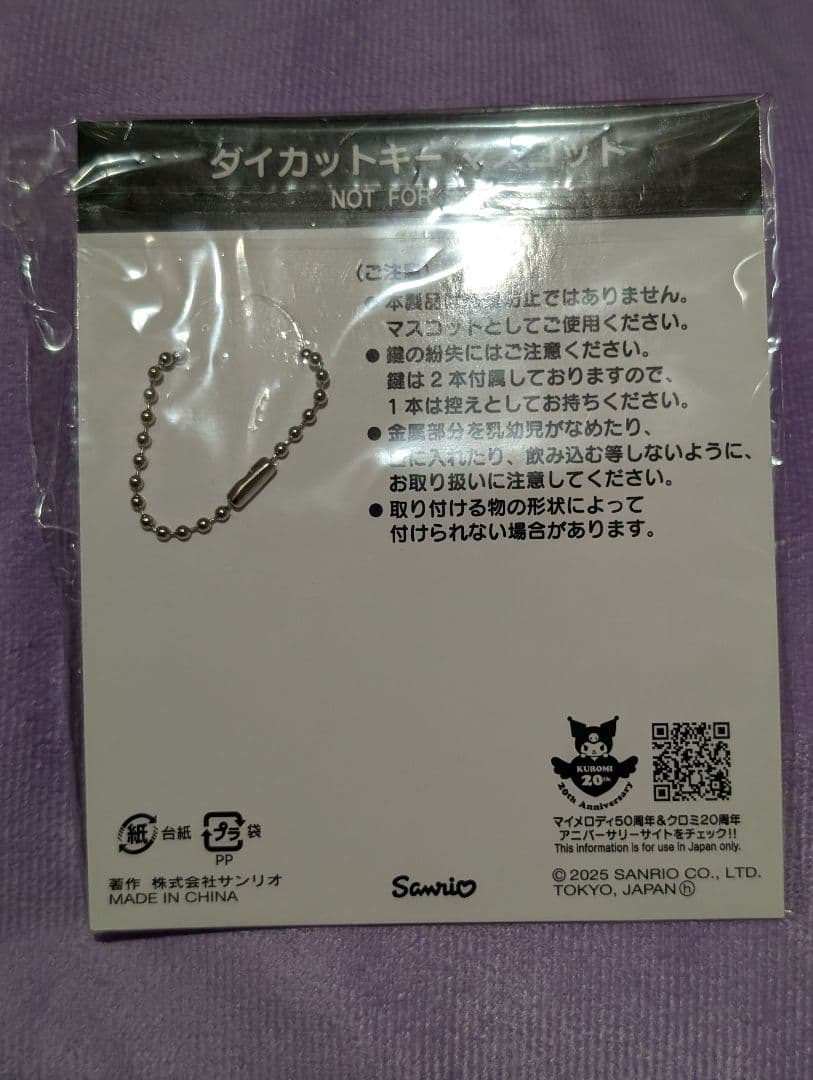 ダイカットキー マスコット
NOT FOR
(ご注意)
● 本製品は 防止ではありません。
マスコットとしてご使用ください。
● 鍵の紛失にはご注意ください。
鍵は2本付属しておりますので、
1本は控えとしてお持ちください。
● 金属部分を乳幼児がなめたり、
に入れたり、飲み込む等しないように、
お取り扱いに注意してください。
● 取り付ける物の形状によって
付けられない場合があります。
KUROMI
20th
20th Anniversary
マイメロディ50周年&クロミ20周年
アニバーサリーサイトをチェック!!
This information is for use in Japan only.
紙 台紙 プラ 袋
PP
著作 株式会社サンリオ
MADE IN CHINA
Sanrio
© 2025 SANRIO CO., LTD.
TOKYO, JAPAN ⓗ